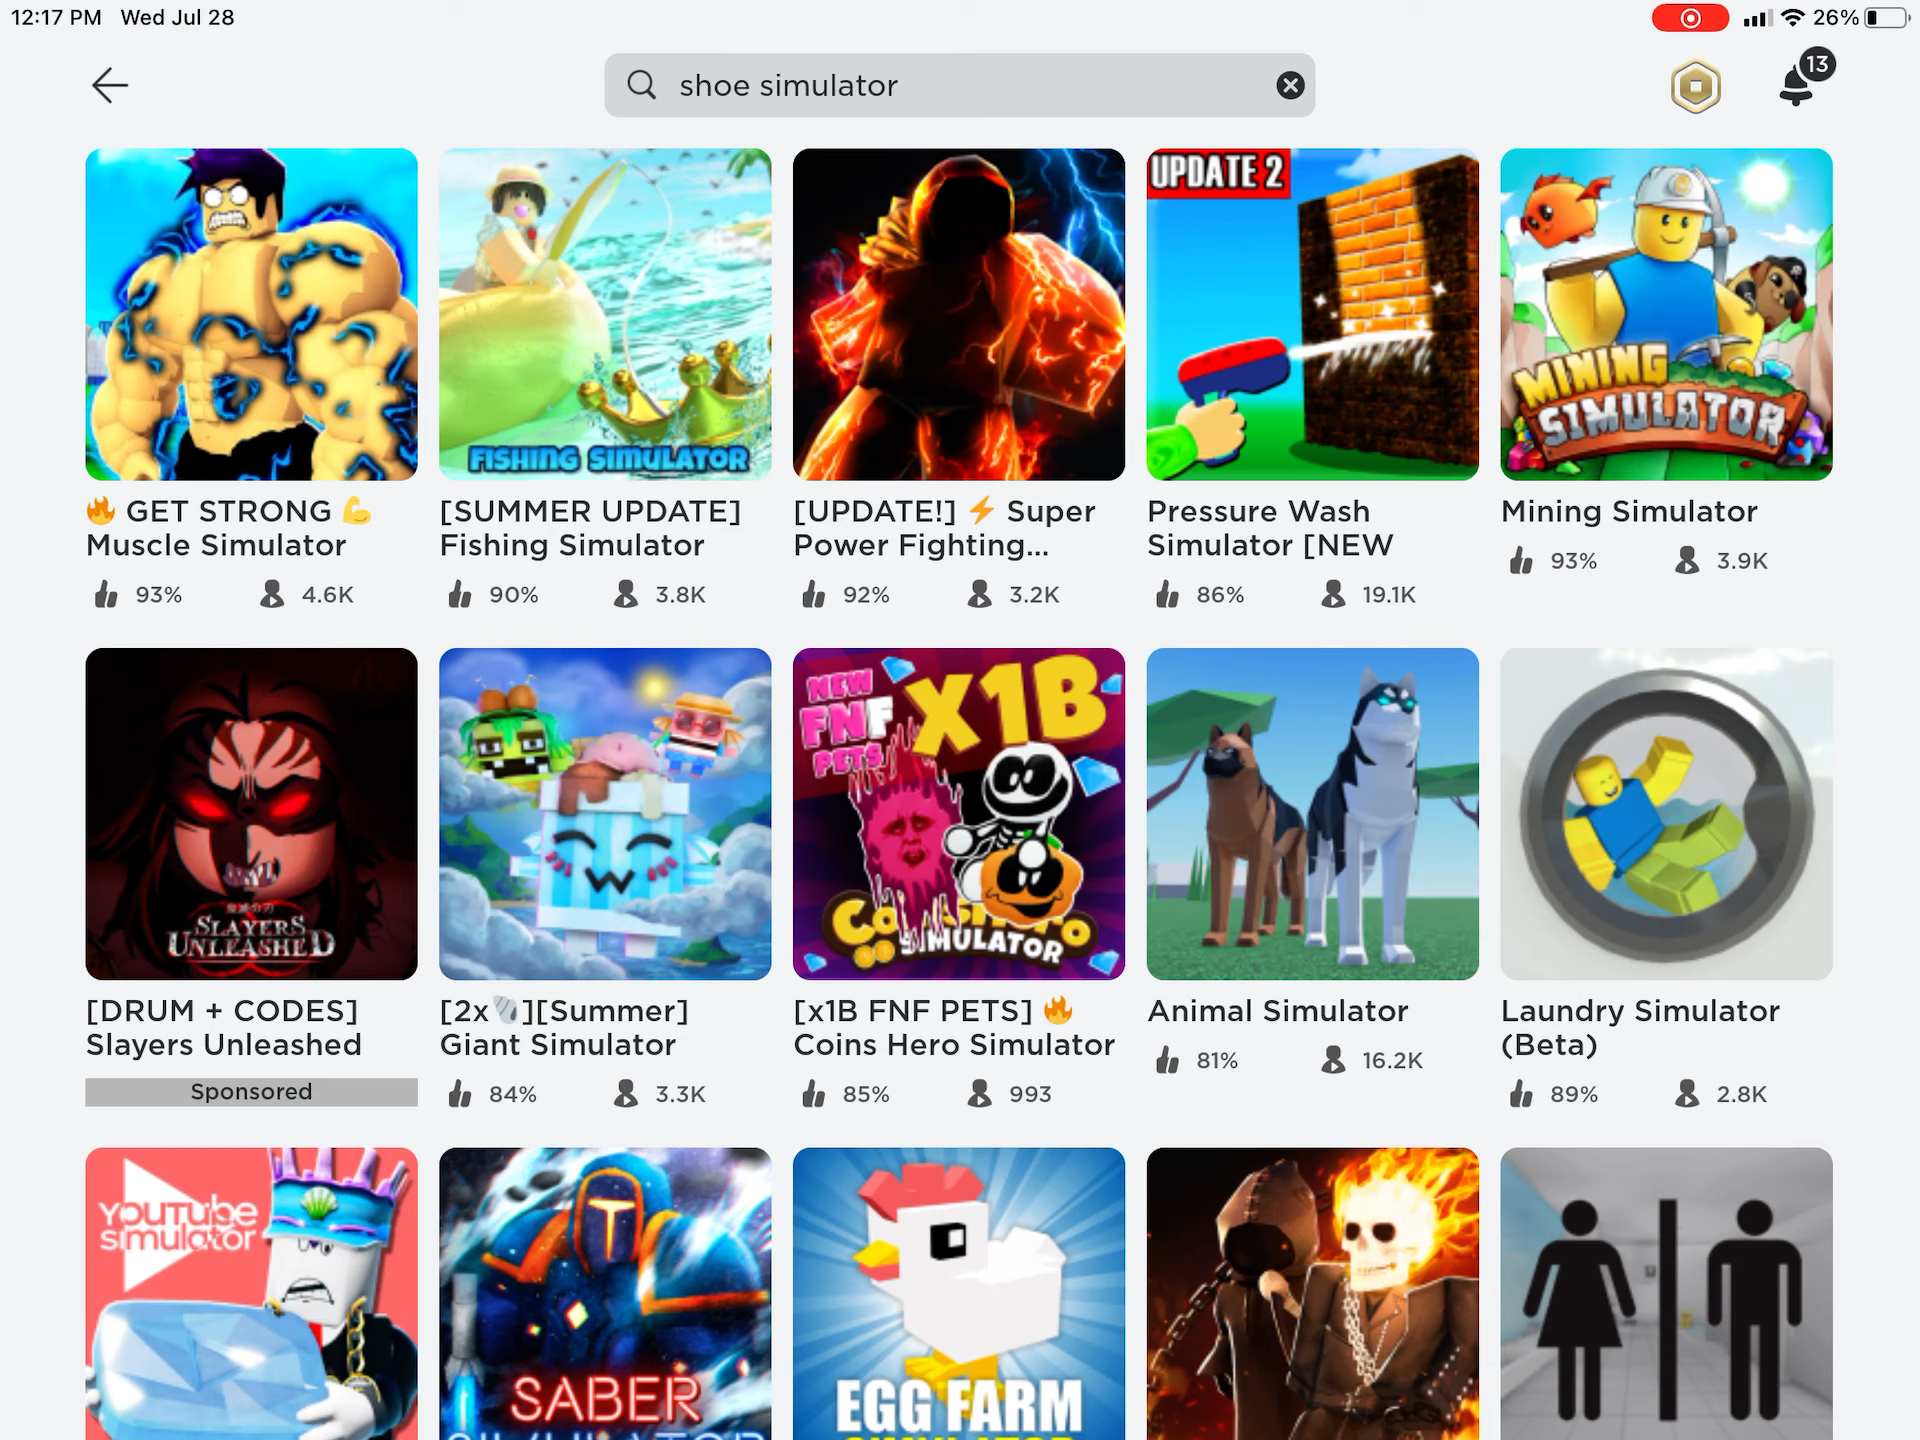 12:17 PM Wed Jul 28
26%
shoe simulator
13
UPDATE 2
FISHING SIMULATOR
MINING
SIMULATOR
🔥 GET STRONG 💪
Muscle Simulator
93% 4.6K
[SUMMER UPDATE]
Fishing Simulator
90% 3.8K
[UPDATE!] ⚡ Super
Power Fighting...
92% 3.2K
Pressure Wash
Simulator [NEW
86% 19.1K
Mining Simulator
93% 3.9K
SLAYERS
UNLEASHED
NEW
FNF
PETS
X1B
SIMULATOR
[DRUM + CODES]
Slayers Unleashed
Sponsored
[2x🦪][Summer]
Giant Simulator
84% 3.3K
[x1B FNF PETS] 🔥
Coins Hero Simulator
85% 993
Animal Simulator
81% 16.2K
Laundry Simulator
(Beta)
89% 2.8K
YOUTUBE
simulator
SABER
SIMULATOR
EGG FARM